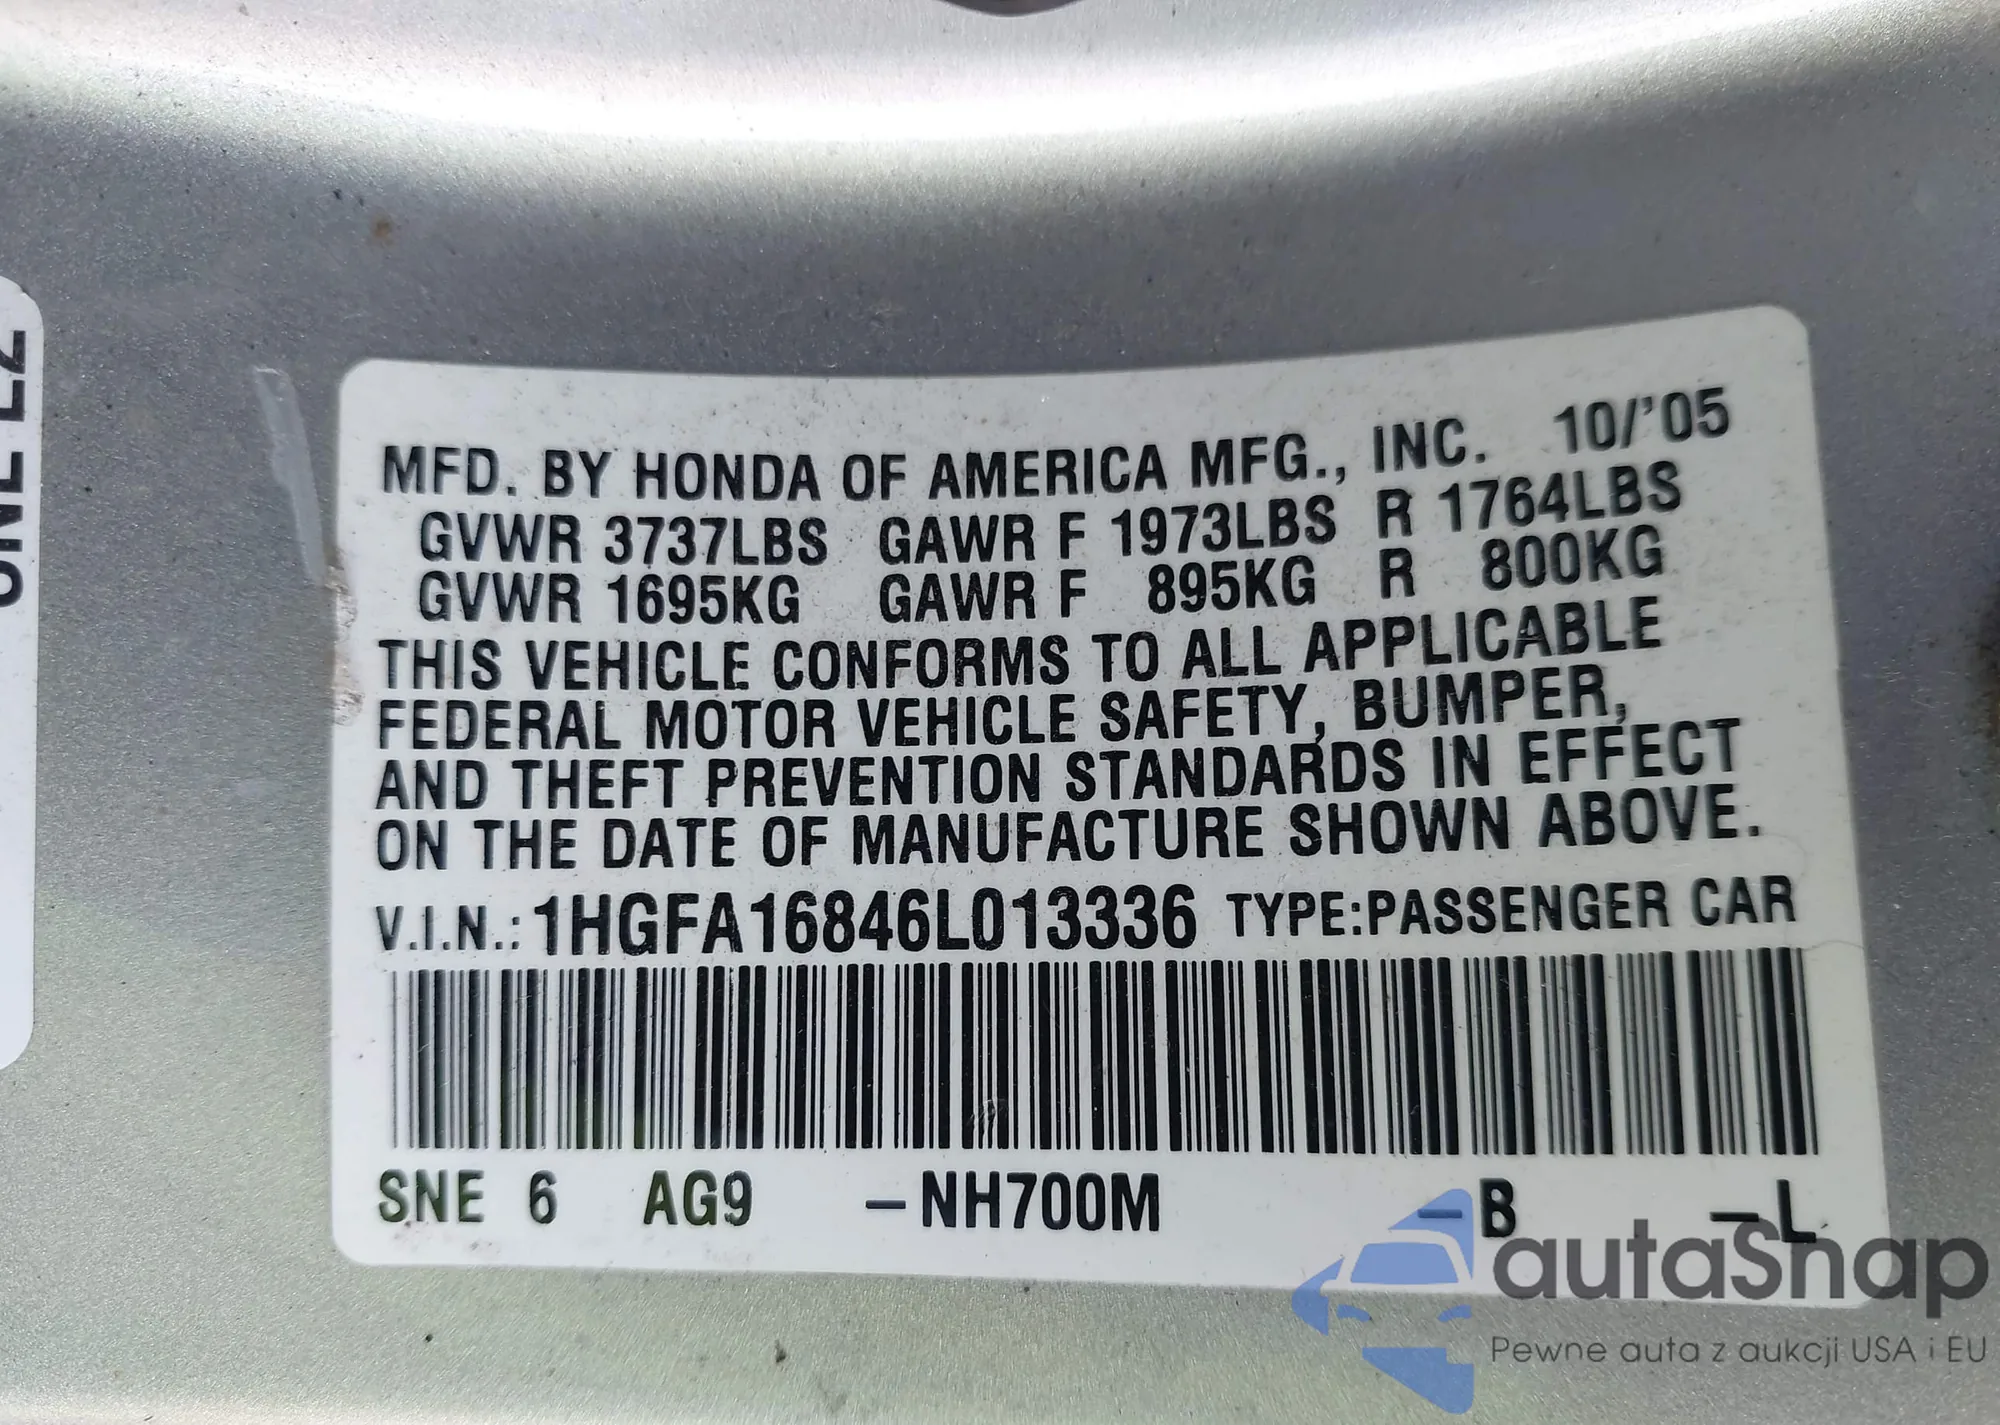 MFD. BY HONDA OF AMERICA MFG., INC. 10/'05
GVWR 3737LBS GAWR F 1973LBS R 1764LBS
GVWR 1695KG GAWR F 895KG R 800KG
THIS VEHICLE CONFORMS TO ALL APPLICABLE
FEDERAL MOTOR VEHICLE SAFETY, BUMPER,
AND THEFT PREVENTION STANDARDS IN EFFECT
ON THE DATE OF MANUFACTURE SHOWN ABOVE.
V.I.N.: 1HGFA16846L013336 TYPE:PASSENGER CAR
SNE 6 AG9 –NH700M –B –L
autaSnap
Pewne auta z aukcji USA i EU